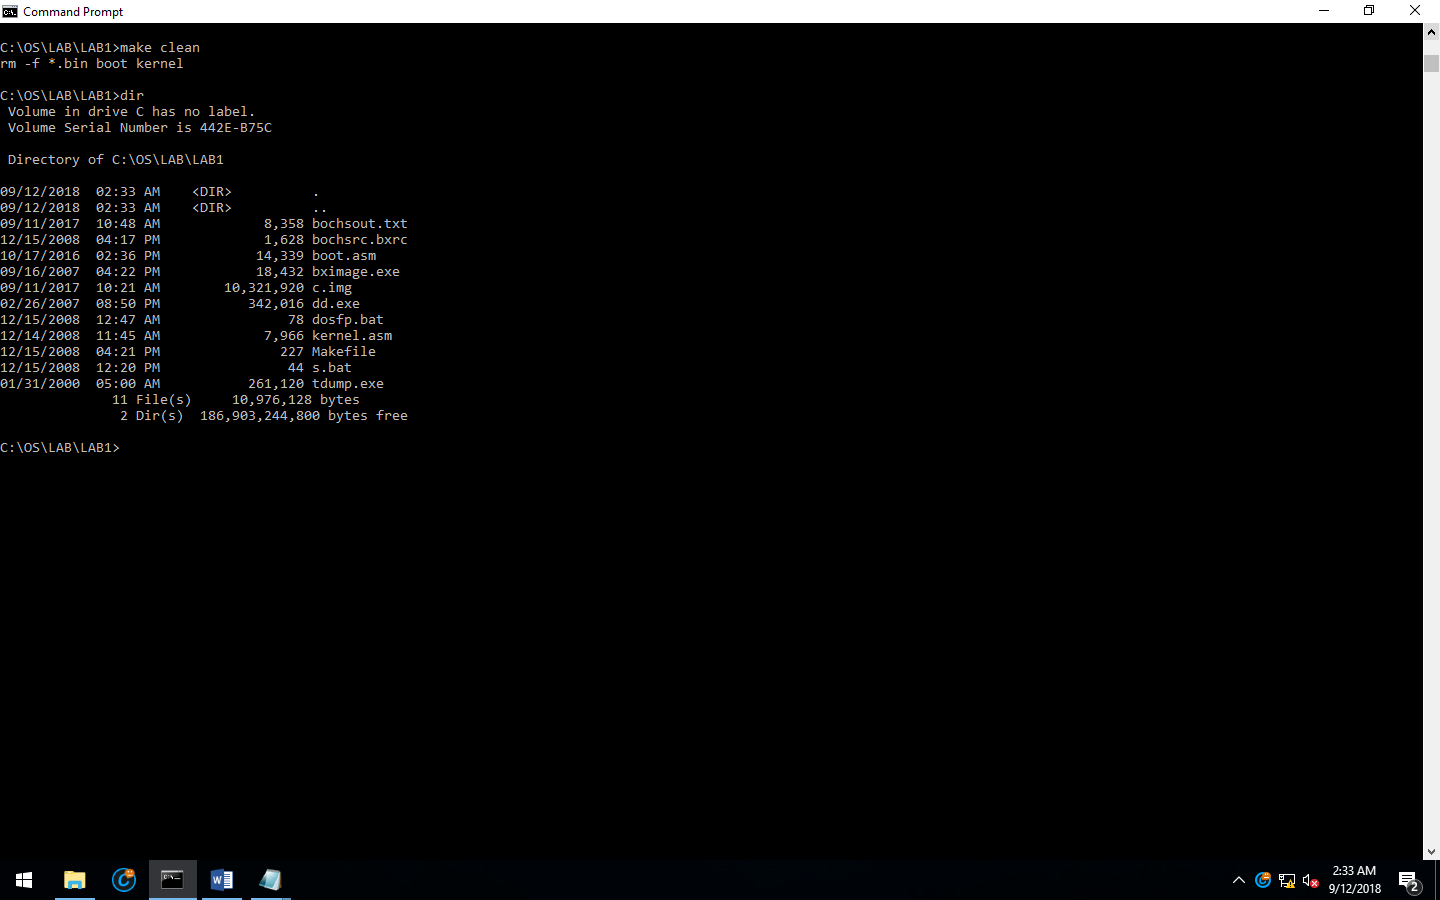 Command Prompt
C:\OS\LAB\LAB1>make clean
rm -f *.bin boot kernel
C:\OS\LAB\LAB1>dir
 Volume in drive C has no label.
 Volume Serial Number is 442E-B75C
 Directory of C:\OS\LAB\LAB1
09/12/2018  02:33 AM    <DIR>          .
09/12/2018  02:33 AM    <DIR>          ..
09/11/2017  10:48 AM             8,358 bochsout.txt
12/15/2008  04:17 PM             1,628 bochsrc.bxrc
10/17/2016  02:36 PM            14,339 boot.asm
09/16/2007  04:22 PM            18,432 bximage.exe
09/11/2017  10:21 AM        10,321,920 c.img
02/26/2007  08:50 PM           342,016 dd.exe
12/15/2008  12:47 AM                78 dosfp.bat
12/14/2008  11:45 AM             7,966 kernel.asm
12/15/2008  04:21 PM               227 Makefile
12/15/2008  12:20 PM                44 s.bat
01/31/2000  05:00 AM           261,120 tdump.exe
              11 File(s)     10,976,128 bytes
               2 Dir(s)  186,903,244,800 bytes free
C:\OS\LAB\LAB1>
2:33 AM
9/12/2018
2